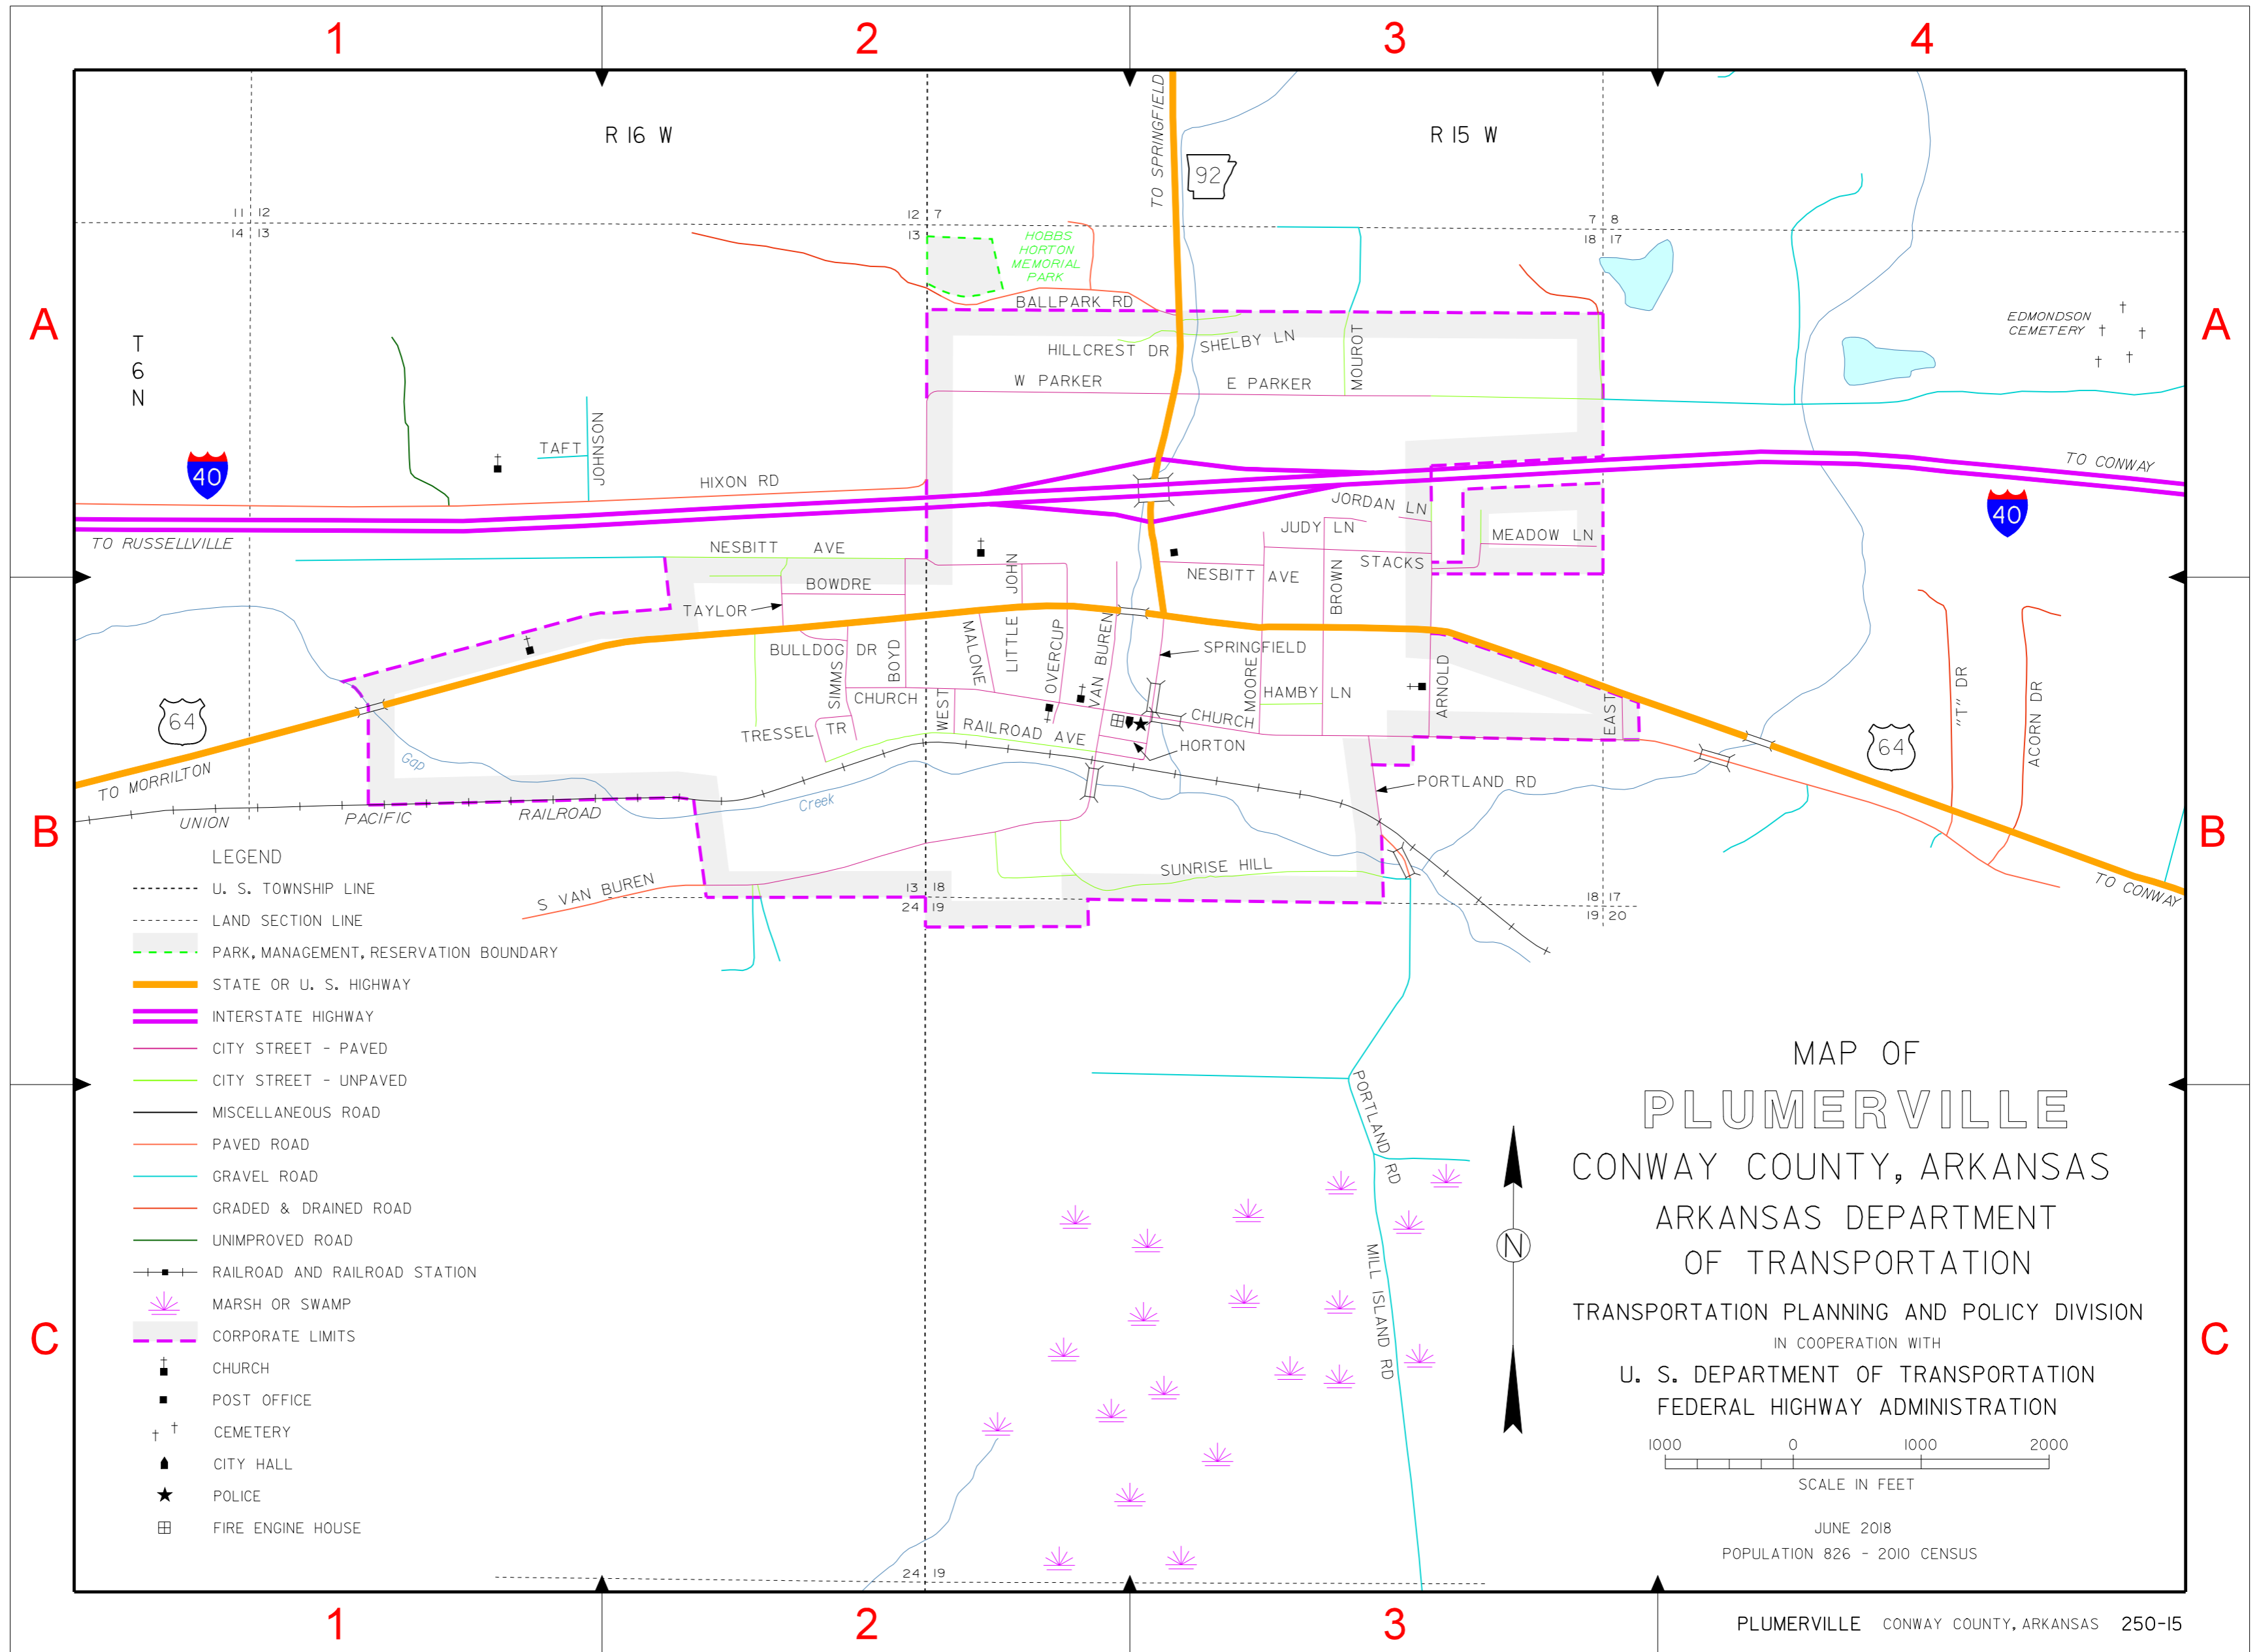 1
2
3
4
R 16 W
R 15 W
TO SPRINGFIELD
92
11 12
14 13
12 7
13
7 8
18 17
HOBBS
HORTON
MEMORIAL
PARK
BALLPARK RD
A
A
T
6
N
EDMONDSON
CEMETERY
HILLCREST DR
SHELBY LN
MOUROT
W PARKER
E PARKER
TAFT
JOHNSON
40
HIXON RD
TO CONWAY
40
TO RUSSELLVILLE
JORDAN LN
JUDY LN
MEADOW LN
NESBITT AVE
STACKS
NESBITT AVE
BOWDRE
LITTLE JOHN
BROWN
TAYLOR
BULLDOG DR
SIMMS
BOYD
MALONE
OVERCUP
VAN BUREN
SPRINGFIELD
MOORE
HAMBY LN
ARNOLD
EAST
CHURCH
WEST
CHURCH
64
TRESSEL TR
RAILROAD AVE
HORTON
"T" DR
ACORN DR
64
Gap
TO MORRILTON
PORTLAND RD
Creek
UNION PACIFIC RAILROAD
B
B
SUNRISE HILL
S VAN BUREN
TO CONWAY
13 18
24 19
18 17
19 20
LEGEND
U. S. TOWNSHIP LINE
LAND SECTION LINE
PARK, MANAGEMENT, RESERVATION BOUNDARY
STATE OR U. S. HIGHWAY
INTERSTATE HIGHWAY
CITY STREET - PAVED
CITY STREET - UNPAVED
MISCELLANEOUS ROAD
PAVED ROAD
GRAVEL ROAD
GRADED & DRAINED ROAD
UNIMPROVED ROAD
RAILROAD AND RAILROAD STATION
MARSH OR SWAMP
CORPORATE LIMITS
CHURCH
POST OFFICE
CEMETERY
CITY HALL
POLICE
FIRE ENGINE HOUSE
PORTLAND RD
MILL ISLAND RD
N
MAP OF
PLUMERVILLE
CONWAY COUNTY, ARKANSAS
ARKANSAS DEPARTMENT
OF TRANSPORTATION
TRANSPORTATION PLANNING AND POLICY DIVISION
IN COOPERATION WITH
U. S. DEPARTMENT OF TRANSPORTATION
FEDERAL HIGHWAY ADMINISTRATION
1000 0 1000 2000
SCALE IN FEET
JUNE 2018
POPULATION 826 - 2010 CENSUS
C
C
24 19
1
2
3
PLUMERVILLE CONWAY COUNTY, ARKANSAS 250-15